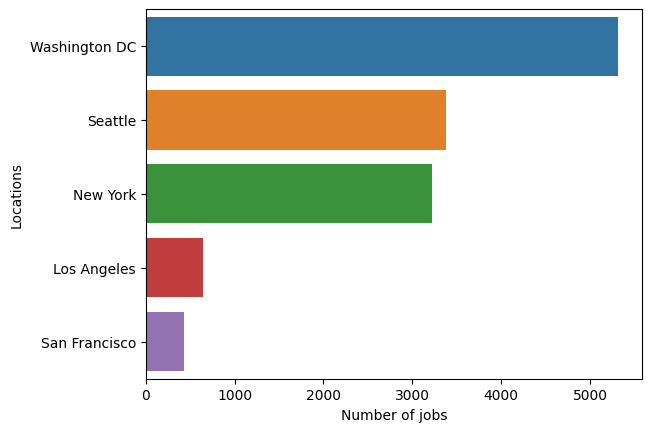 Washington DC
Seattle
New York
Los Angeles
San Francisco
Locations
0 1000 2000 3000 4000 5000
Number of jobs